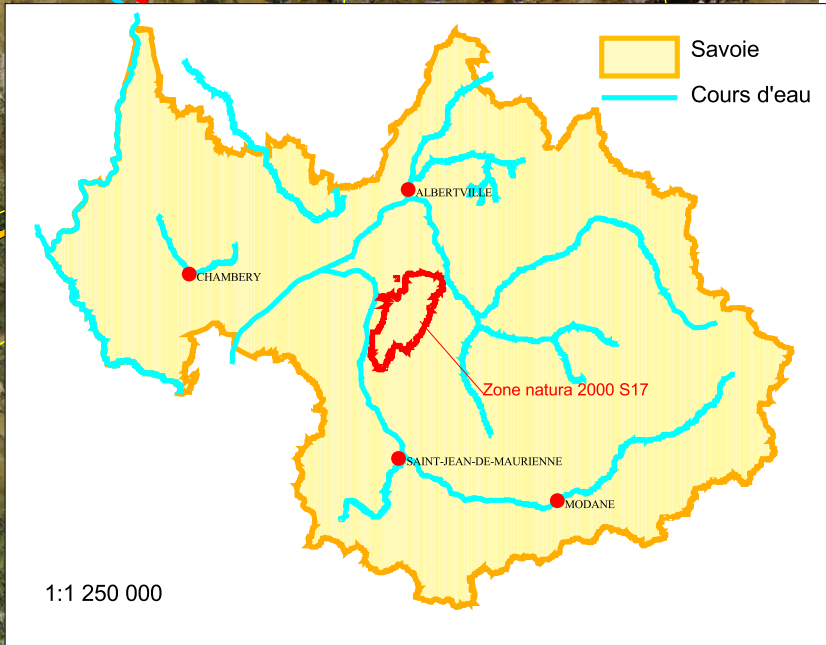 Savoie
Cours d'eau
ALBERTVILLE
CHAMBERY
Zone natura 2000 S17
SAINT-JEAN-DE-MAURIENNE
MODANE
1:1 250 000